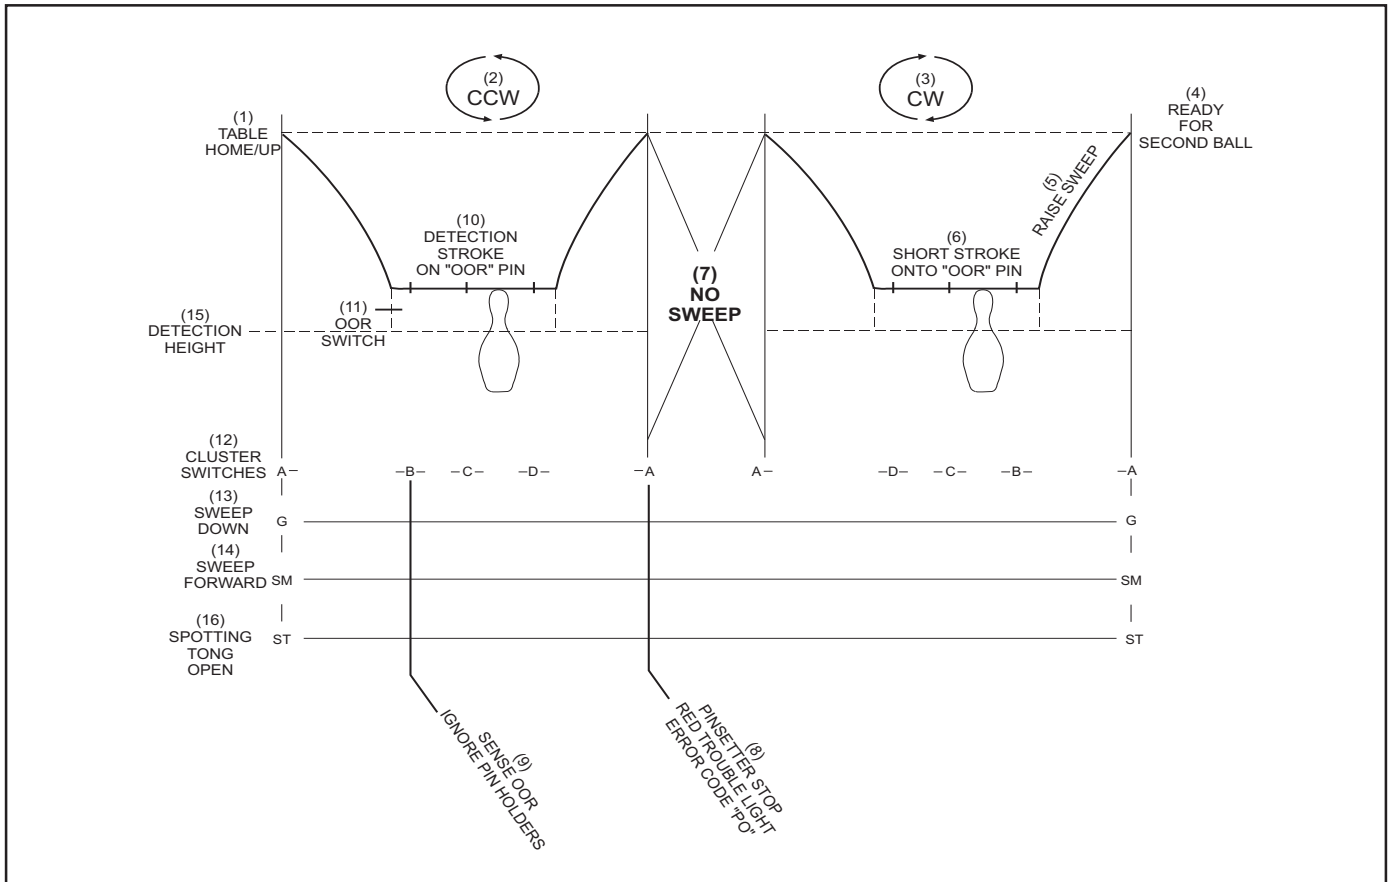 (2)
CCW
(3)
CW
(1)
TABLE
HOME/UP
(4)
READY
FOR
SECOND BALL
(5)
RAISE SWEEP
(10)
DETECTION
STROKE
ON "OOR" PIN
(6)
SHORT STROKE
ONTO "OOR" PIN
(7)
NO
SWEEP
(11)
OOR
SWITCH
(15)
DETECTION
HEIGHT
(12)
CLUSTER
SWITCHES
A– –B– –C– –D– –A A– –D– –C– –B– –A
(13)
SWEEP
DOWN
G G
(14)
SWEEP
FORWARD
SM SM
(16)
SPOTTING
TONG
OPEN
ST ST
(9)
SENSE OOR
IGNORE PIN HOLDERS
(8)
PINSETTER STOP
RED TROUBLE LIGHT
ERROR CODE "PO"